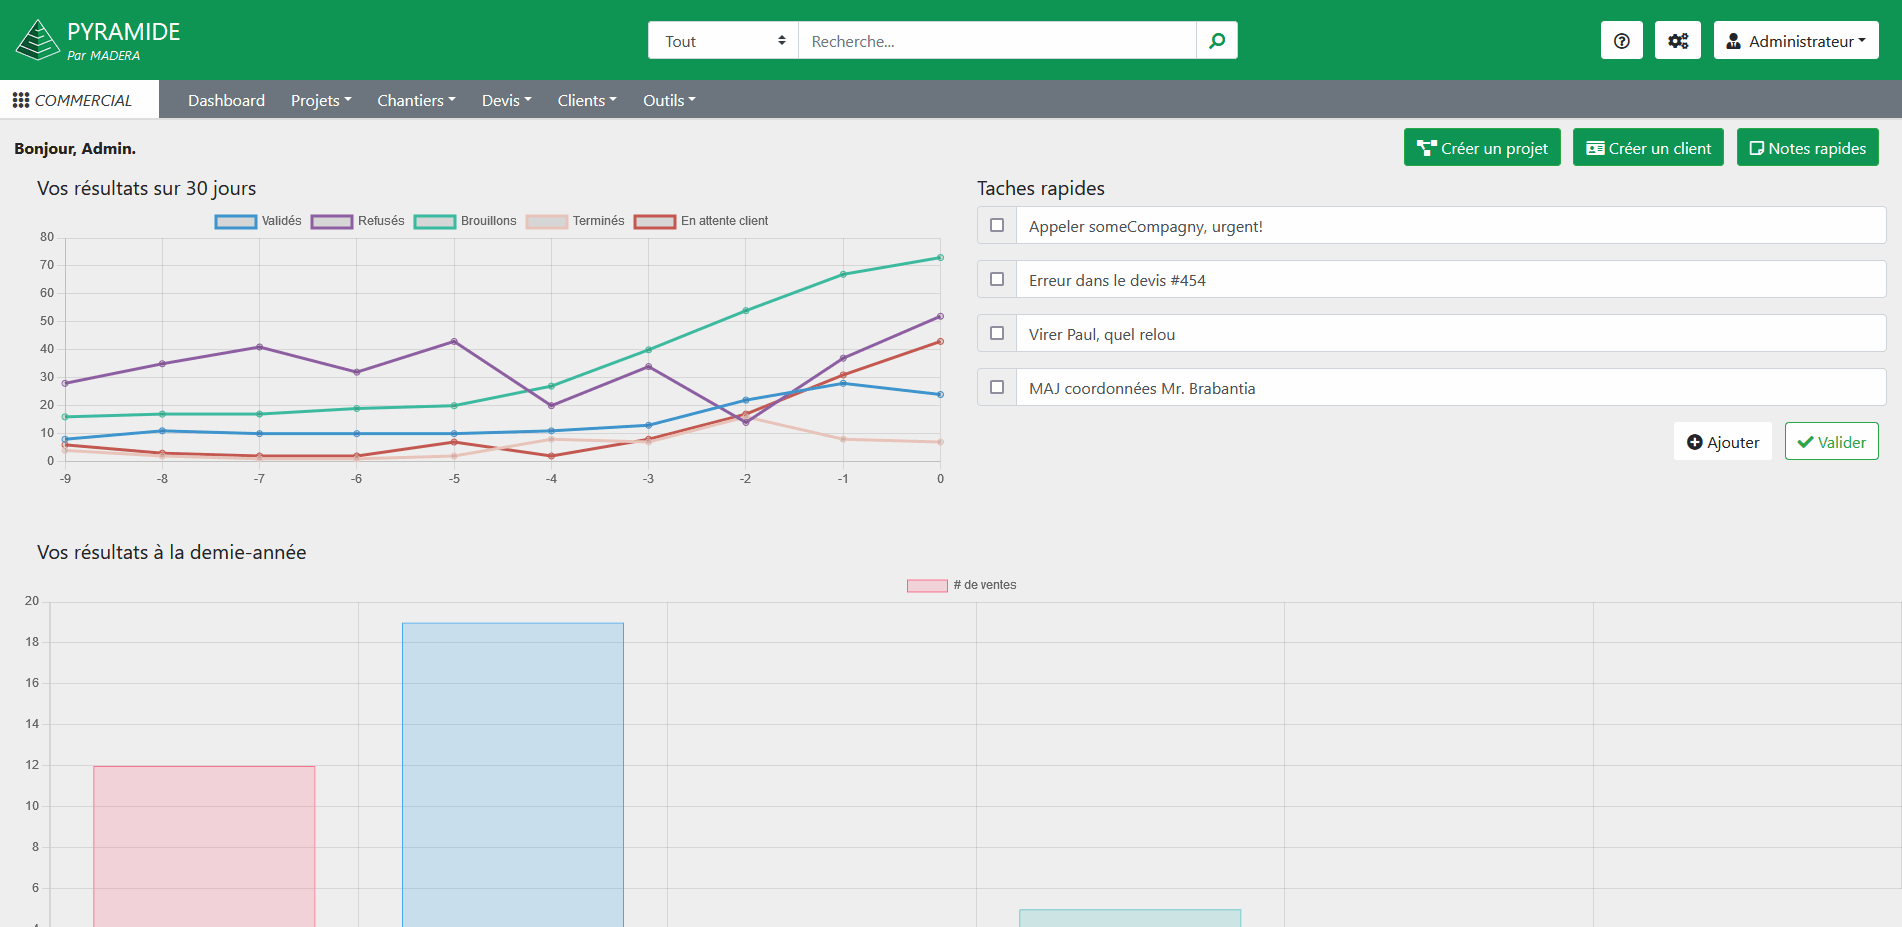 PYRAMIDE
Par MADERA
Tout
Recherche...
Administrateur
COMMERCIAL
Dashboard
Projets
Chantiers
Devis
Clients
Outils
Bonjour, Admin.
Créer un projet
Créer un client
Notes rapides
Vos résultats sur 30 jours
Validés
Refusés
Brouillons
Terminés
En attente client
80
70
60
50
40
30
20
10
0
-9
-8
-7
-6
-5
-4
-3
-2
-1
0
Taches rapides
Appeler someCompagny, urgent!
Erreur dans le devis #454
Virer Paul, quel relou
MAJ coordonnées Mr. Brabantia
Ajouter
Valider
Vos résultats à la demie-année
# de ventes
20
18
16
14
12
10
8
6